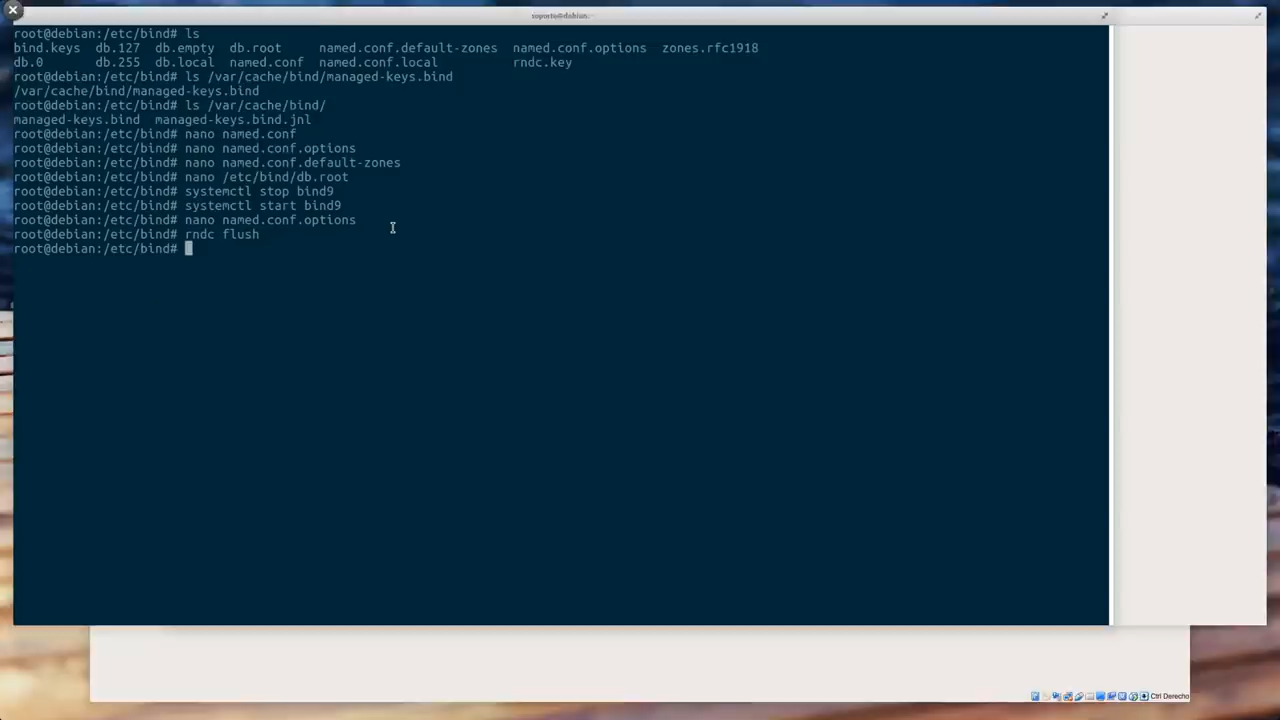 soporte@debian:~
root@debian:/etc/bind# ls
bind.keys  db.127  db.empty  db.root     named.conf.default-zones  named.conf.options  zones.rfc1918
db.0       db.255  db.local  named.conf  named.conf.local          rndc.key
root@debian:/etc/bind# ls /var/cache/bind/managed-keys.bind
/var/cache/bind/managed-keys.bind
root@debian:/etc/bind# ls /var/cache/bind/
managed-keys.bind  managed-keys.bind.jnl
root@debian:/etc/bind# nano named.conf
root@debian:/etc/bind# nano named.conf.options
root@debian:/etc/bind# nano named.conf.default-zones
root@debian:/etc/bind# nano /etc/bind/db.root
root@debian:/etc/bind# systemctl stop bind9
root@debian:/etc/bind# systemctl start bind9
root@debian:/etc/bind# nano named.conf.options
root@debian:/etc/bind# rndc flush
root@debian:/etc/bind#
Ctrl Derecho